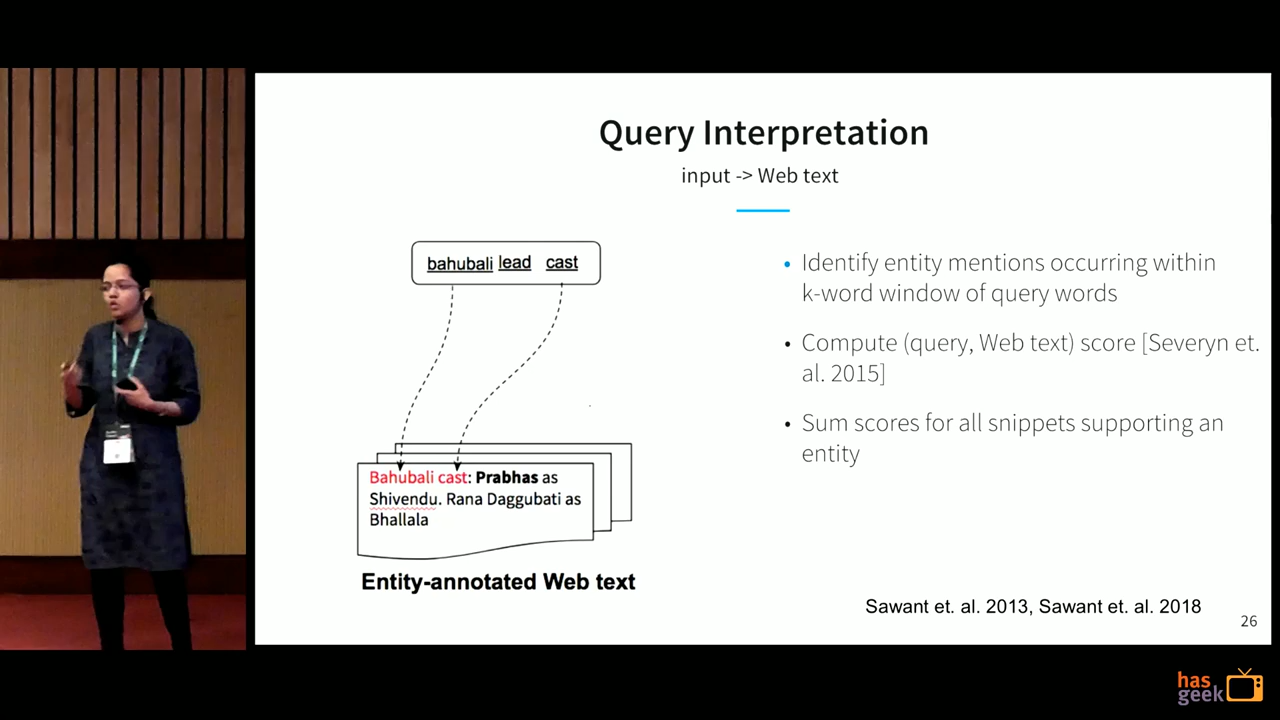 Query Interpretation
input -> Web text
bahubali lead cast
Bahubali cast: Prabhas as
Shivendu. Rana Daggubati as
Bhallala
Entity-annotated Web text
• Identify entity mentions occurring within
k-word window of query words
• Compute (query, Web text) score [Severyn et.
al. 2015]
• Sum scores for all snippets supporting an
entity
Sawant et. al. 2013, Sawant et. al. 2018
26
has
geek